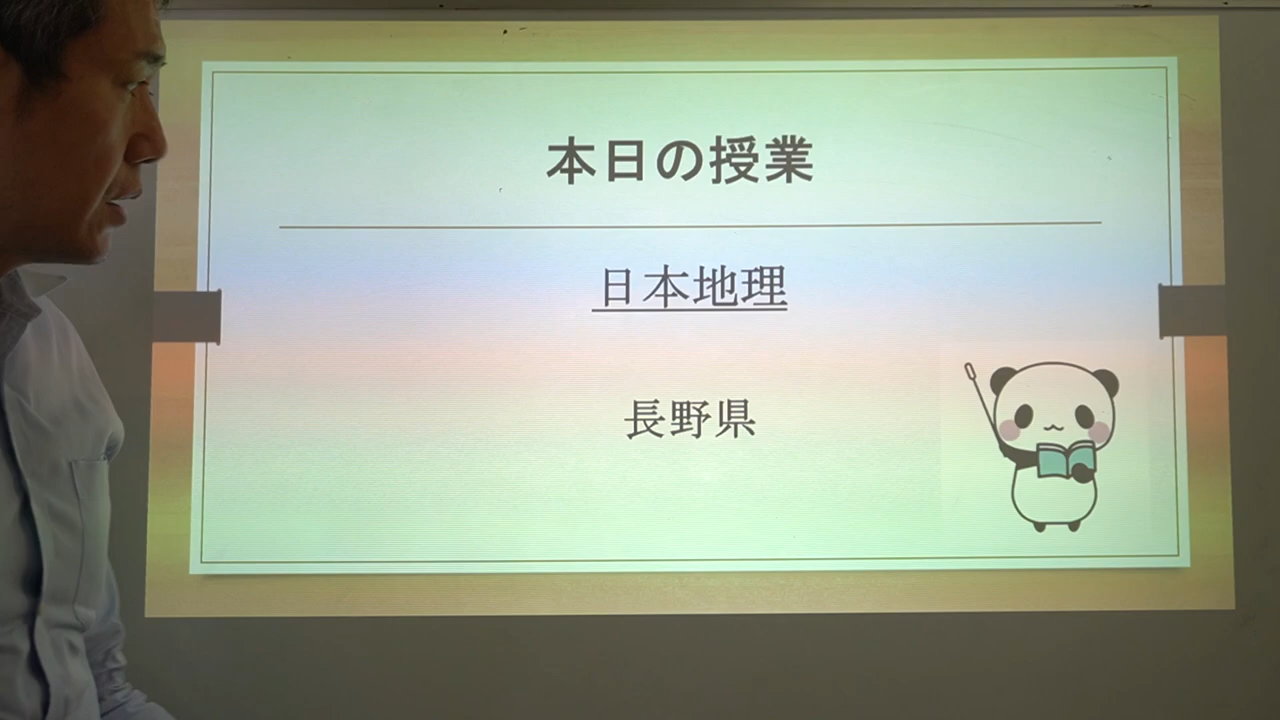 本日の授業
日本地理
長野県